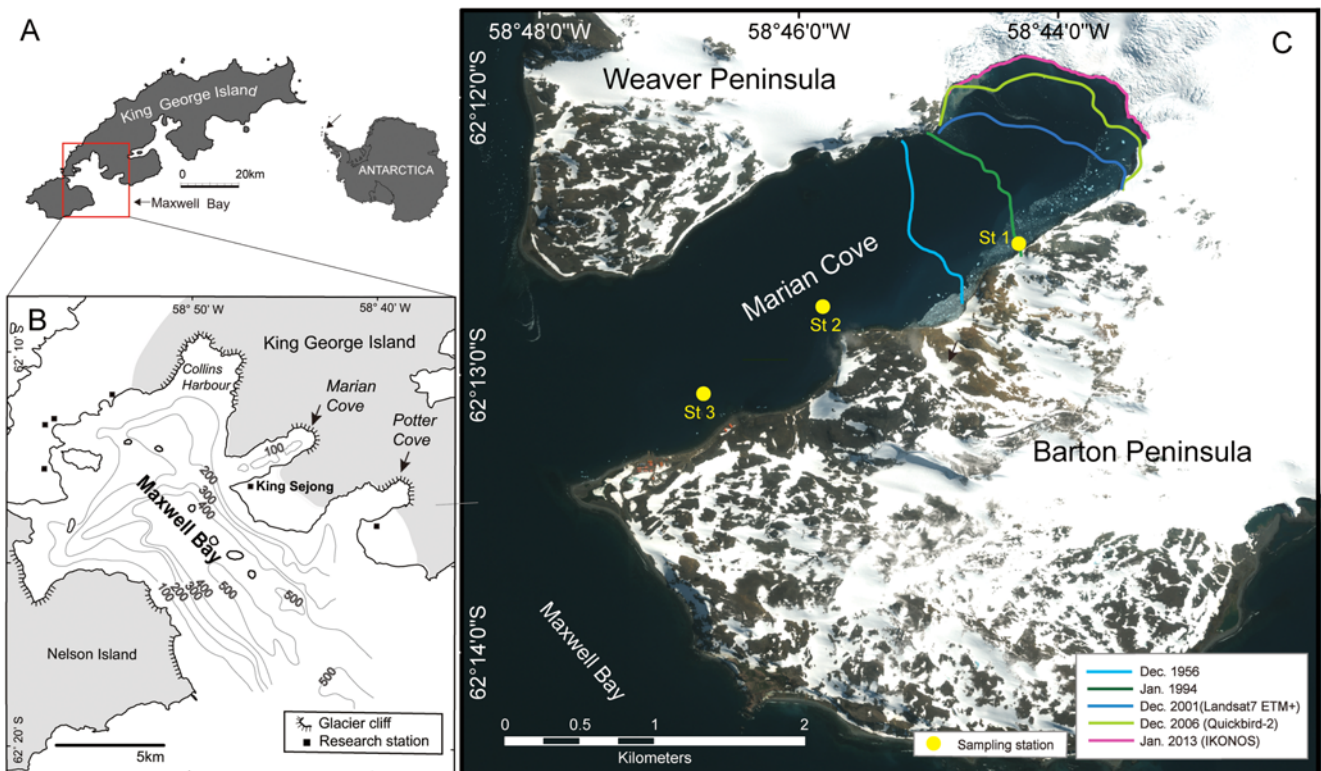 A
King George Island
0 20km
Maxwell Bay
ANTARCTICA
B
58° 50' W
58° 40' W
62° 10' S
62° 20' S
King George Island
Collins
Harbour
Marian
Cove
Potter
Cove
100
200
300
400
King Sejong
Maxwell Bay
100
200
300
400
500
500
500
Nelson Island
Glacier cliff
Research station
5km
C
58°48'0"W
58°46'0"W
58°44'0"W
62°12'0"S
62°13'0"S
62°14'0"S
Weaver Peninsula
Marian Cove
St 1
St 2
St 3
Barton Peninsula
Maxwell Bay
0 0.5 1 2
Kilometers
Sampling station
Dec. 1956
Jan. 1994
Dec. 2001(Landsat7 ETM+)
Dec. 2006 (Quickbird-2)
Jan. 2013 (IKONOS)